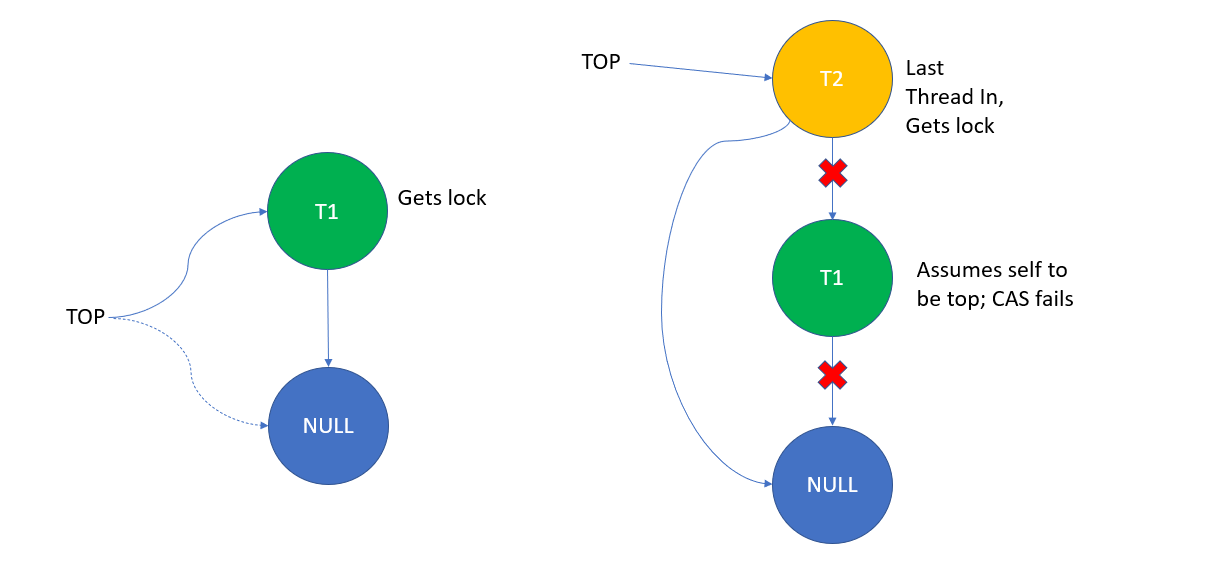 T1
Gets lock
TOP
NULL
TOP
T2
Last
Thread In,
Gets lock
T1
Assumes self to
be top; CAS fails
NULL